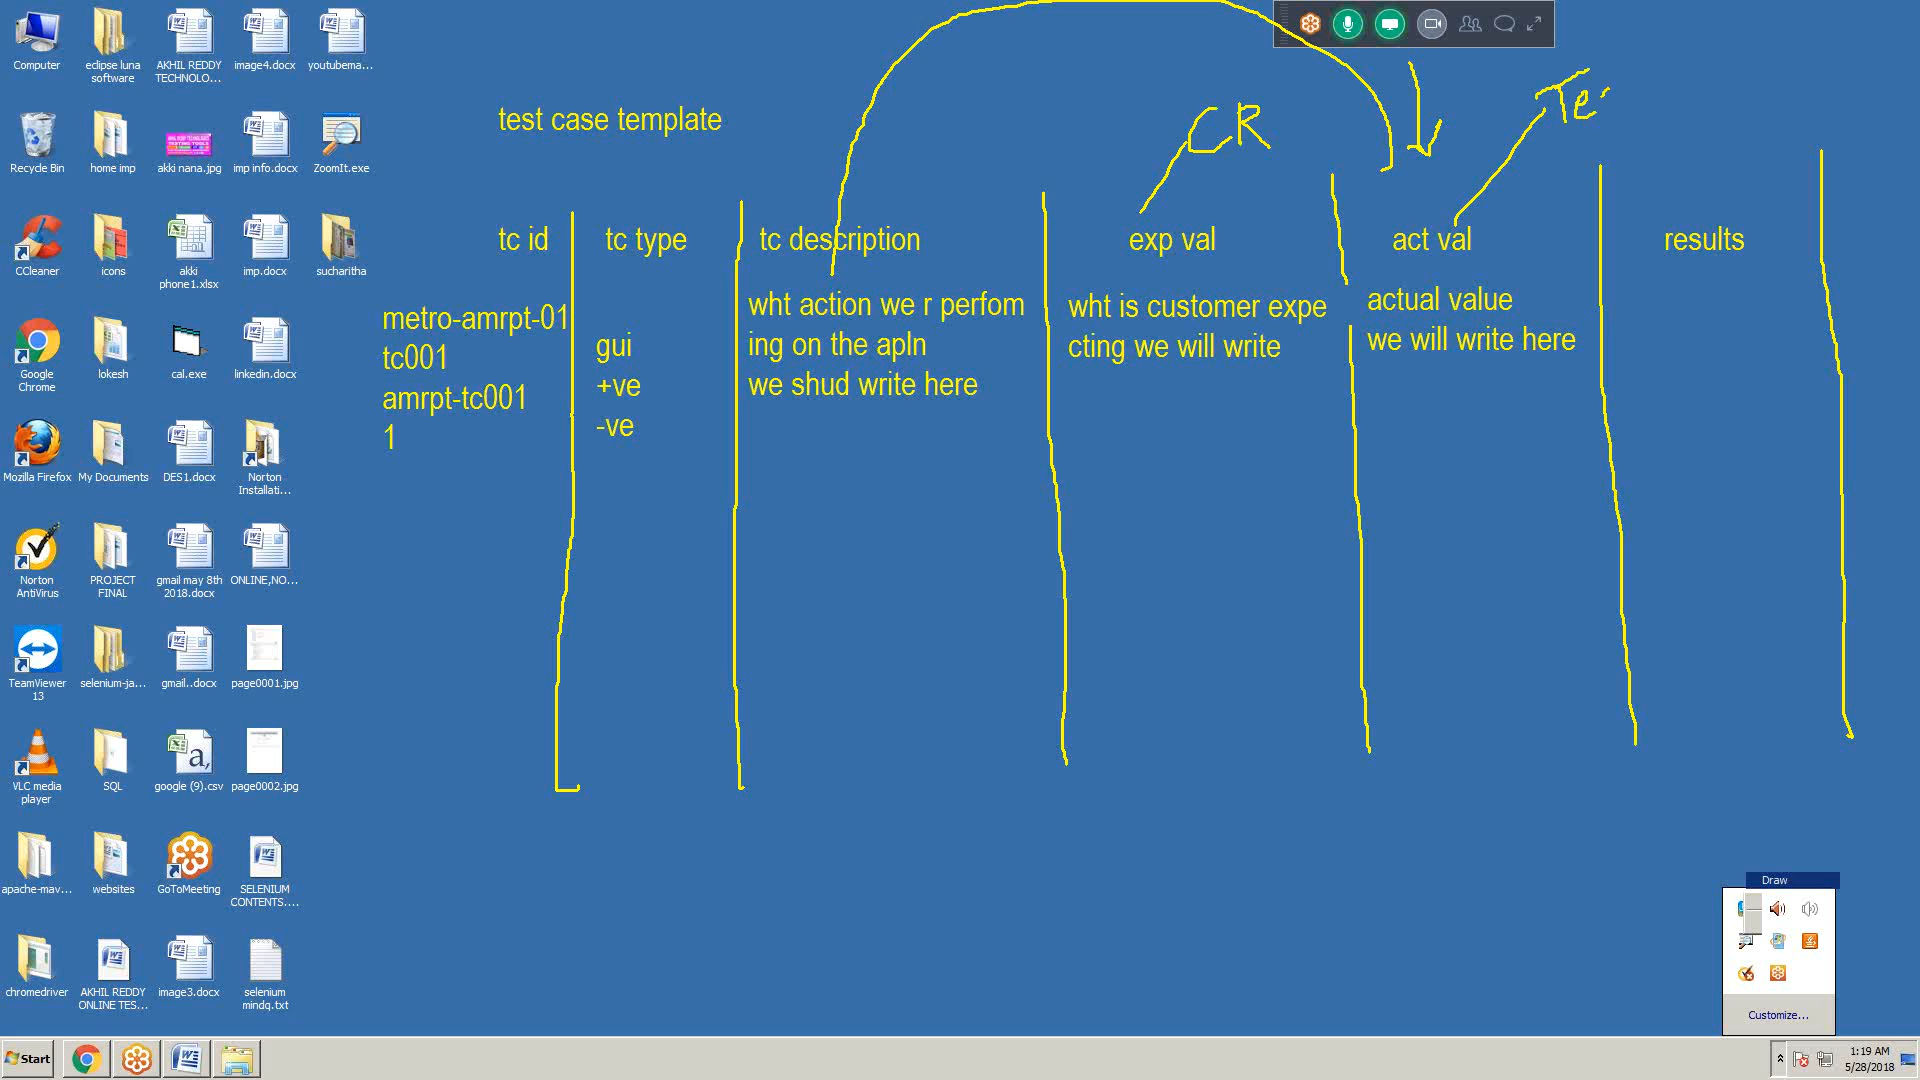 Computer
eclipse luna
software
AKHIL REDDY
TECHNOLO...
image4.docx
youtubema...
Recycle Bin
home imp
akki nana.jpg
imp info.docx
ZoomIt.exe
CCleaner
icons
akki
phone1.xlsx
imp.docx
sucharitha
Google
Chrome
lokesh
cal.exe
linkedin.docx
Mozilla Firefox
My Documents
DES1.docx
Norton
Installati...
Norton
AntiVirus
PROJECT
FINAL
gmail may 8th
2018.docx
ONLINE,NO...
TeamViewer
13
selenium-ja...
gmail..docx
page0001.jpg
VLC media
player
SQL
google (9).csv
page0002.jpg
apache-mav...
websites
GoToMeeting
SELENIUM
CONTENTS....
chromedriver
AKHIL REDDY
ONLINE TES...
image3.docx
selenium
mindq.txt
test case template
CR
Te
tc id
tc type
tc description
exp val
act val
results
metro-amrpt-01
tc001
amrpt-tc001
1
gui
+ve
-ve
wht action we r perfom
ing on the apln
we shud write here
wht is customer expe
cting we will write
actual value
we will write here
Draw
Customize...
Start
1:19 AM
5/28/2018